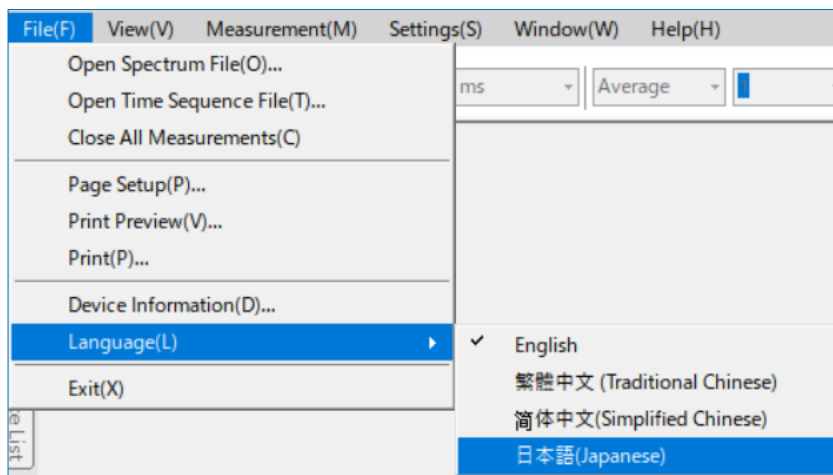 File(F) View(V) Measurement(M) Settings(S) Window(W) Help(H)
Open Spectrum File(O)...
Open Time Sequence File(T)...
Close All Measurements(C)
ms Average
Page Setup(P)...
Print Preview(V)...
Print(P)...
Device Information(D)...
Language(L)
English
繁體中文 (Traditional Chinese)
简体中文(Simplified Chinese)
日本語(Japanese)
Exit(X)
List